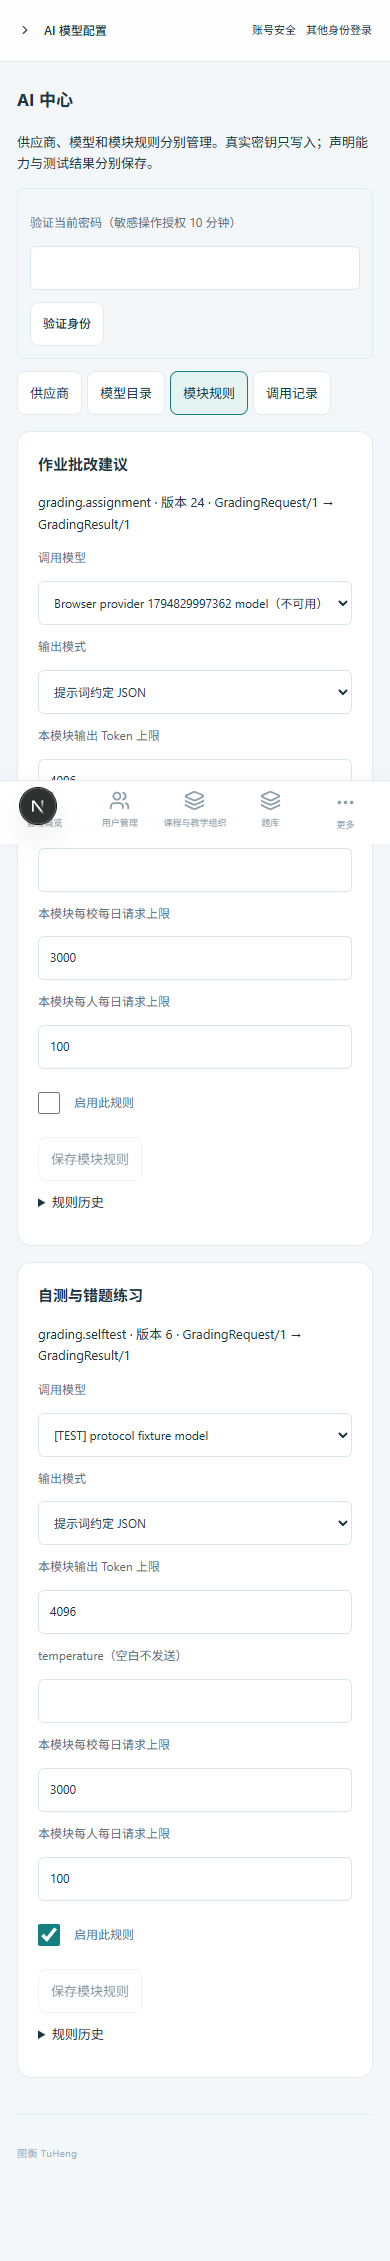 AI 模型配置
账号安全 其他身份登录
AI 中心
供应商、模型和模块规则分别管理。真实密钥只写入；声明能
力与测试结果分别保存。
验证当前密码（敏感操作授权 10 分钟）
验证身份
供应商 模型目录 模块规则 调用记录
作业批改建议
grading.assignment · 版本 24 · GradingRequest/1 →
GradingResult/1
调用模型
Browser provider 1794829997362 model（不可用）
输出模式
提示词约定 JSON
本模块输出 Token 上限
4096
N
用户管理 课程与教学组织 题库 更多
本模块每校每日请求上限
3000
本模块每人每日请求上限
100
启用此规则
保存模块规则
规则历史
自测与错题练习
grading.selftest · 版本 6 · GradingRequest/1 →
GradingResult/1
调用模型
[TEST] protocol fixture model
输出模式
提示词约定 JSON
本模块输出 Token 上限
4096
temperature（空白不发送）
本模块每校每日请求上限
3000
本模块每人每日请求上限
100
启用此规则
保存模块规则
规则历史
图衡 TuHeng